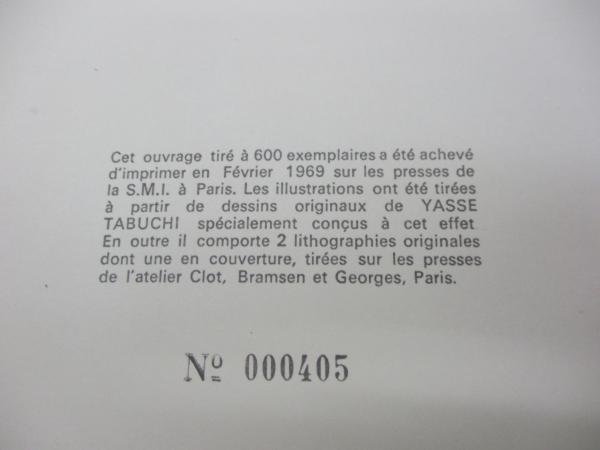 Cet ouvrage tiré à 600 exemplaires a été achevé
d'imprimer en Février 1969 sur les presses de
la S.M.I. à Paris. Les illustrations ont été tirées
à partir de dessins originaux de YASSE
TABUCHI spécialement conçus à cet effet
En outre il comporte 2 lithographies originales
dont une en couverture, tirées sur les presses
de l'atelier Clot, Bramsen et Georges, Paris.
Nº 000405